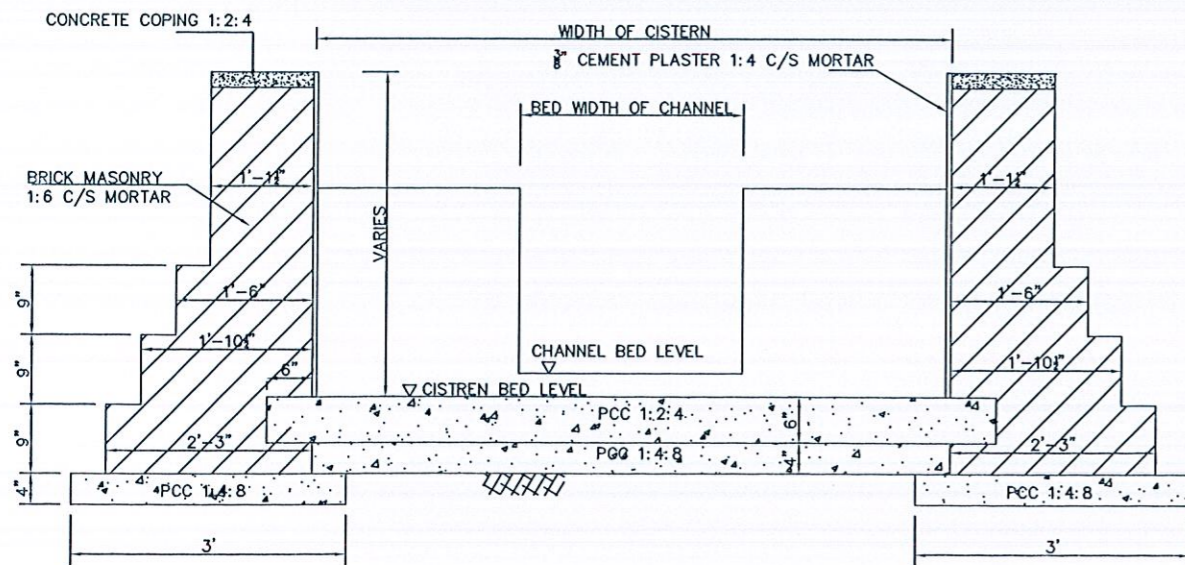 CONCRETE COPING 1:2:4
WIDTH OF CISTERN
3/4" CEMENT PLASTER 1:4 C/S MORTAR
BED WIDTH OF CHANNEL
BRICK MASONRY
1:6 C/S MORTAR
1'-1½"
1'-1½"
VARIES
9"
1'-6"
1'-6"
9"
1'-10½"
1'-10½"
6"
CHANNEL BED LEVEL
CISTREN BED LEVEL
PCC 1:2:4
6"
9"
2'-3"
PCC 1:4:8
4"
2'-3"
4"
PCC 1:4:8
PCC 1:4:8
3'
3'